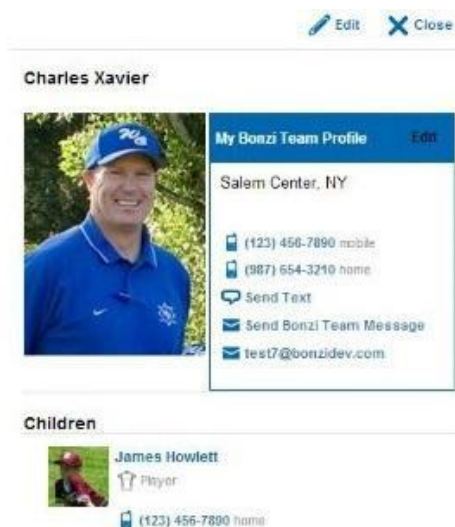 Edit Close
Charles Xavier
My Bonzi Team Profile Edit
Salem Center, NY
(123) 456-7890 mobile
(987) 654-3210 home
Send Text
Send Bonzi Team Message
test7@bonzidev.com
Children
James Howlett
Player
(123) 456-7890 home